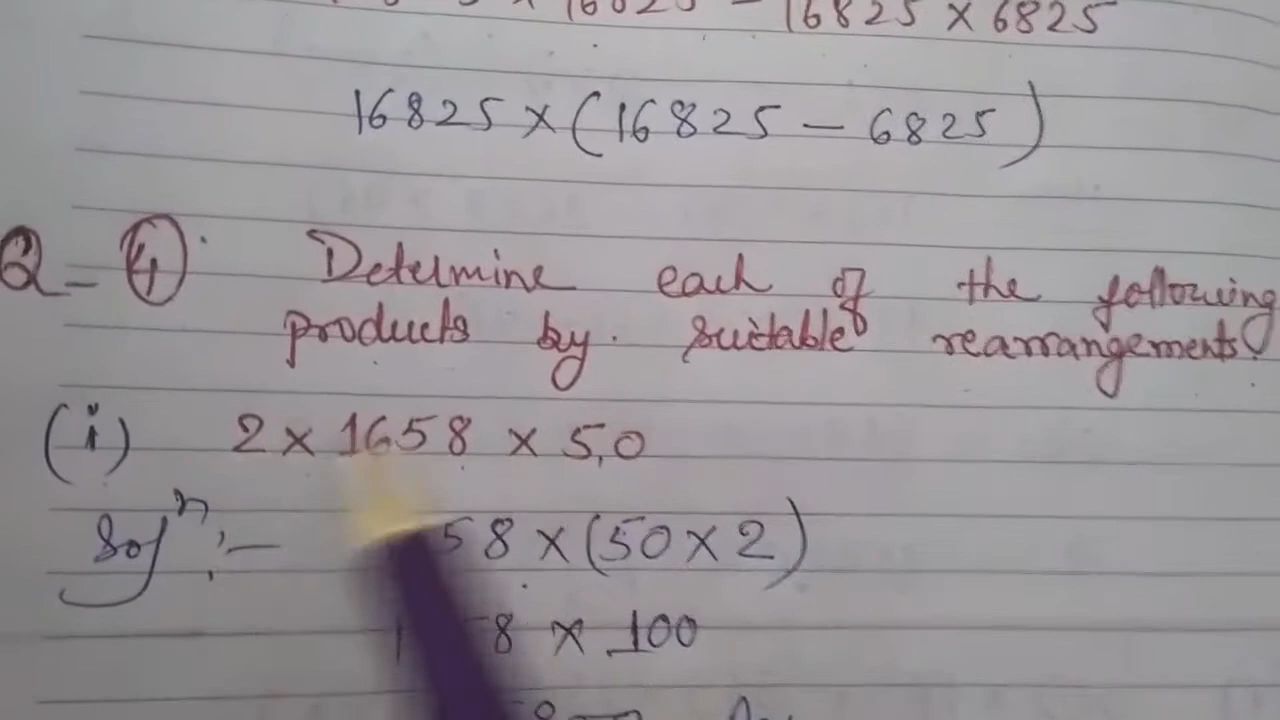 16825 × 6825
16825 × (16825 – 6825)
Q – 4. Determine each of the following
products by suitable rearrangements.
(i) 2 × 1658 × 50
Solⁿ :– 58 × (50 × 2)
8 × 100